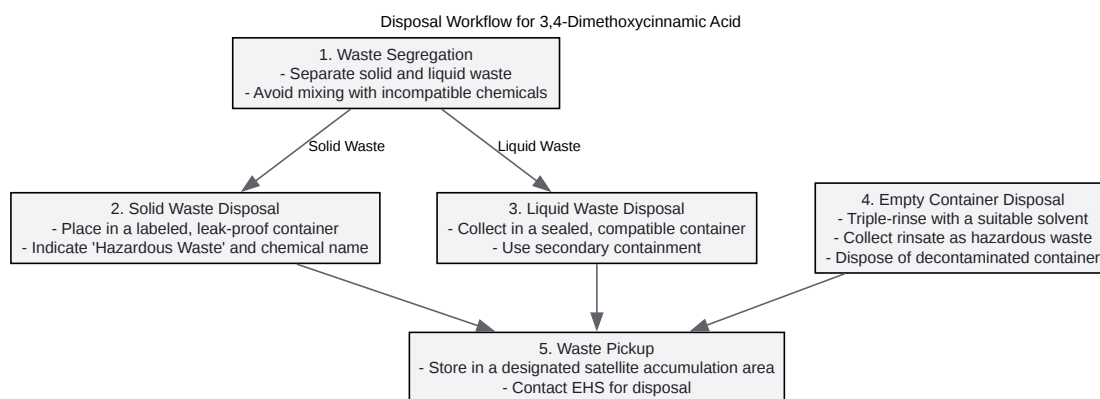 Disposal Workflow for 3,4-Dimethoxycinnamic Acid
1. Waste Segregation
- Separate solid and liquid waste
- Avoid mixing with incompatible chemicals
Solid Waste
Liquid Waste
2. Solid Waste Disposal
- Place in a labeled, leak-proof container
- Indicate 'Hazardous Waste' and chemical name
3. Liquid Waste Disposal
- Collect in a sealed, compatible container
- Use secondary containment
4. Empty Container Disposal
- Triple-rinse with a suitable solvent
- Collect rinsate as hazardous waste
- Dispose of decontaminated container
5. Waste Pickup
- Store in a designated satellite accumulation area
- Contact EHS for disposal